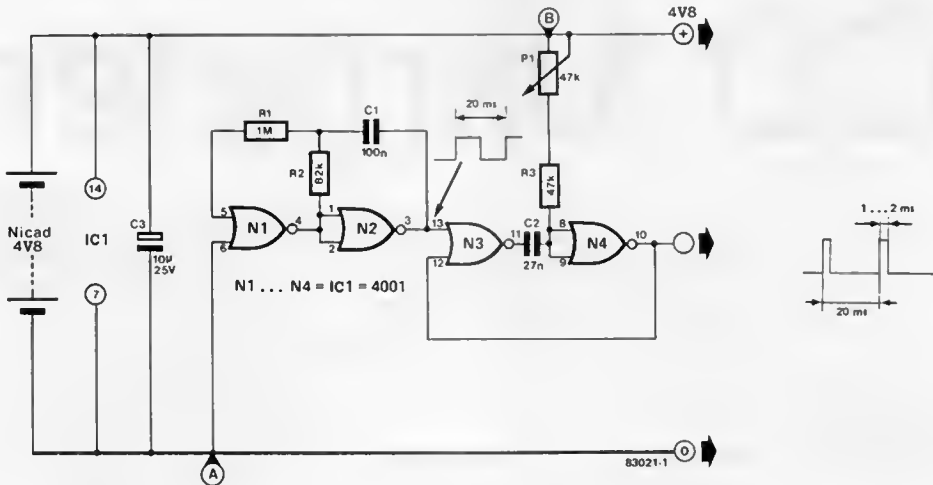 B
4V8
+
P1
47k
20 ms
R1
1M
C1
100n
R2
82k
R3
47k
14
Nicad
4V8
IC1
C3
10µ
25V
7
5
6
N1
4
1
2
N2
3
13
12
N3
11
C2
27n
8
9
N4
10
N1 . . . N4 = IC1 = 4001
1 . . . 2 ms
20 ms
83021-1
0
A